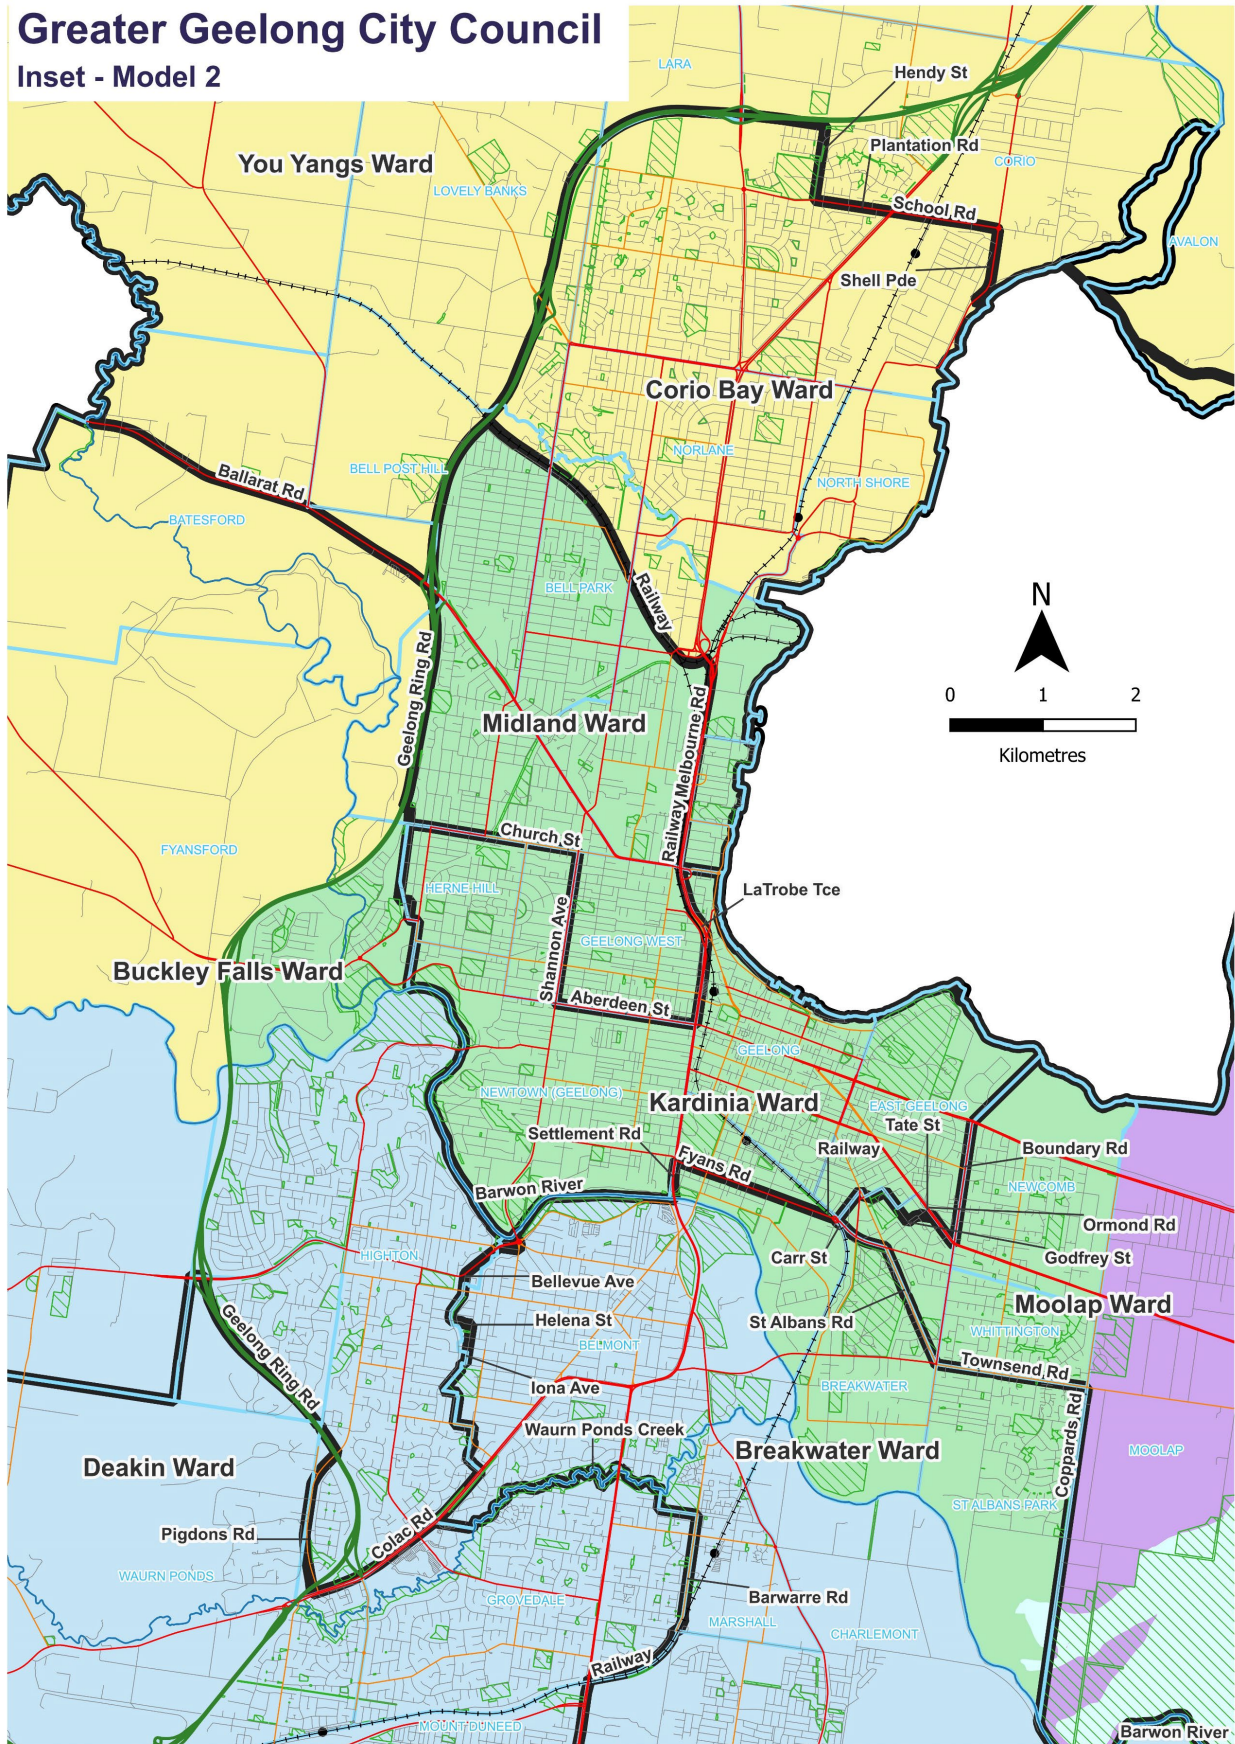 Greater Geelong City Council
Inset - Model 2
LARA
Hendy St
Plantation Rd
You Yangs Ward
CORIO
LOVELY BANKS
School Rd
AVALON
Shell Pde
Corio Bay Ward
NORLANE
BELL POST HILL
Ballarat Rd
NORTH SHORE
BATESFORD
BELL PARK
Railway
N
Geelong Ring Rd
0 1 2
Kilometres
Midland Ward
Railway
Melbourne Rd
Church St
FYANSFORD
HERNE HILL
LaTrobe Tce
Shannon Ave
GEELONG WEST
Buckley Falls Ward
Aberdeen St
GEELONG
NEWTOWN (GEELONG)
Kardinia Ward
EAST GEELONG
Tate St
Settlement Rd
Railway
Boundary Rd
Fyans Rd
Barwon River
NEWCOMB
Ormond Rd
HIGHTON
Carr St
Godfrey St
Bellevue Ave
Moolap Ward
Geelong Ring Rd
Helena St
St Albans Rd
WHITTINGTON
BELMONT
Townsend Rd
Iona Ave
BREAKWATER
Coppards Rd
Waurn Ponds Creek
Breakwater Ward
MOOLAP
Deakin Ward
ST ALBANS PARK
Pigdons Rd
Colac Rd
WAURN PONDS
GROVEDALE
Barwarre Rd
MARSHALL
CHARLEMONT
Railway
MOUNT DUNEED
Barwon River